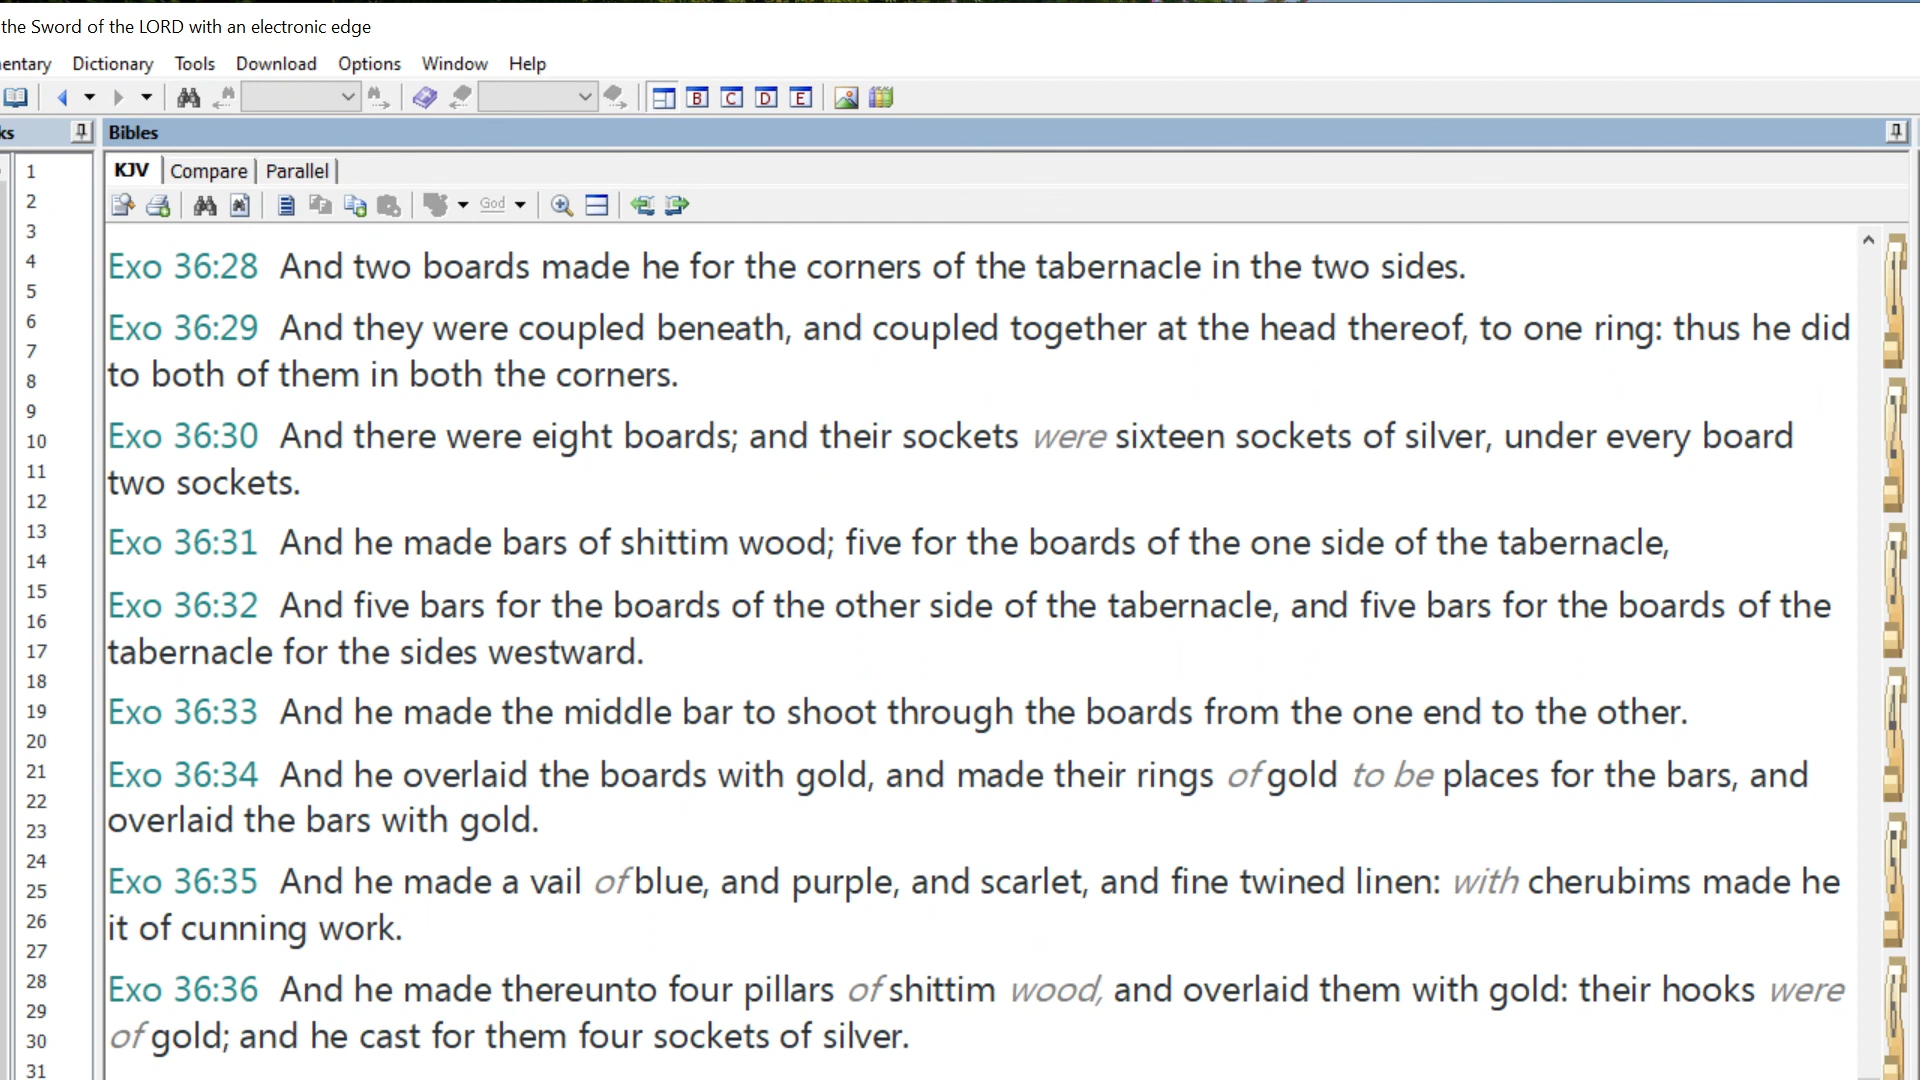 the Sword of the LORD with an electronic edge
entary Dictionary Tools Download Options Window Help
B C D E
ks Bibles
KJV Compare Parallel
God
1
2
3
4
5
6
7
8
9
10
11
12
13
14
15
16
17
18
19
20
21
22
23
24
25
26
27
28
29
30
31
Exo 36:28 And two boards made he for the corners of the tabernacle in the two sides.
Exo 36:29 And they were coupled beneath, and coupled together at the head thereof, to one ring: thus he did
to both of them in both the corners.
Exo 36:30 And there were eight boards; and their sockets were sixteen sockets of silver, under every board
two sockets.
Exo 36:31 And he made bars of shittim wood; five for the boards of the one side of the tabernacle,
Exo 36:32 And five bars for the boards of the other side of the tabernacle, and five bars for the boards of the
tabernacle for the sides westward.
Exo 36:33 And he made the middle bar to shoot through the boards from the one end to the other.
Exo 36:34 And he overlaid the boards with gold, and made their rings of gold to be places for the bars, and
overlaid the bars with gold.
Exo 36:35 And he made a vail of blue, and purple, and scarlet, and fine twined linen: with cherubims made he
it of cunning work.
Exo 36:36 And he made thereunto four pillars of shittim wood, and overlaid them with gold: their hooks were
of gold; and he cast for them four sockets of silver.